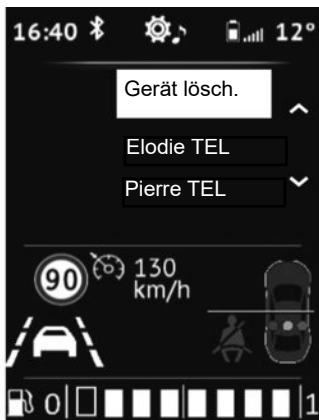 16:40 12°
Gerät lösch.
Elodie TEL
Pierre TEL
90 130
km/h
0 1